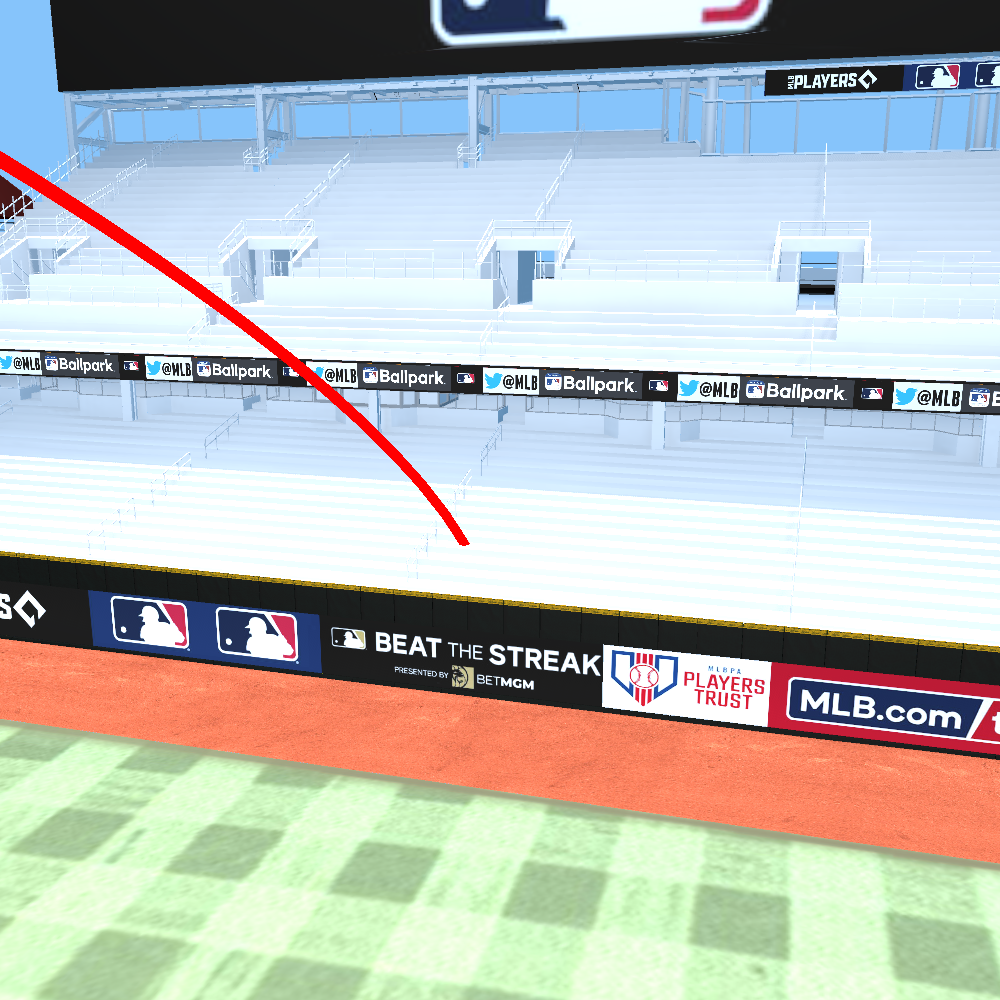 MLB PLAYERS
@MLB Ballpark @MLB Ballpark @MLB Ballpark. @MLB Ballpark. @MLB Ballpark. @MLB
BEAT THE STREAK
PRESENTED BY BETMGM
MLBPA
PLAYERS
TRUST
MLB.com